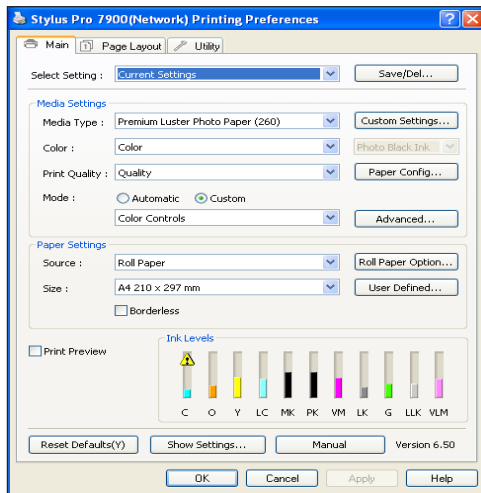 Stylus Pro 7900(Network) Printing Preferences
Main Page Layout Utility
Select Setting : Current Settings Save/Del...
Media Settings
Media Type : Premium Luster Photo Paper (260) Custom Settings...
Color : Color Photo Black Ink
Print Quality : Quality Paper Config...
Mode : Automatic Custom
Color Controls Advanced...
Paper Settings
Source : Roll Paper Roll Paper Option...
Size : A4 210 x 297 mm User Defined...
Borderless
Print Preview
Ink Levels
C O Y LC MK PK VM LK G LLK VLM
Reset Defaults(Y) Show Settings... Manual Version 6.50
OK Cancel Apply Help